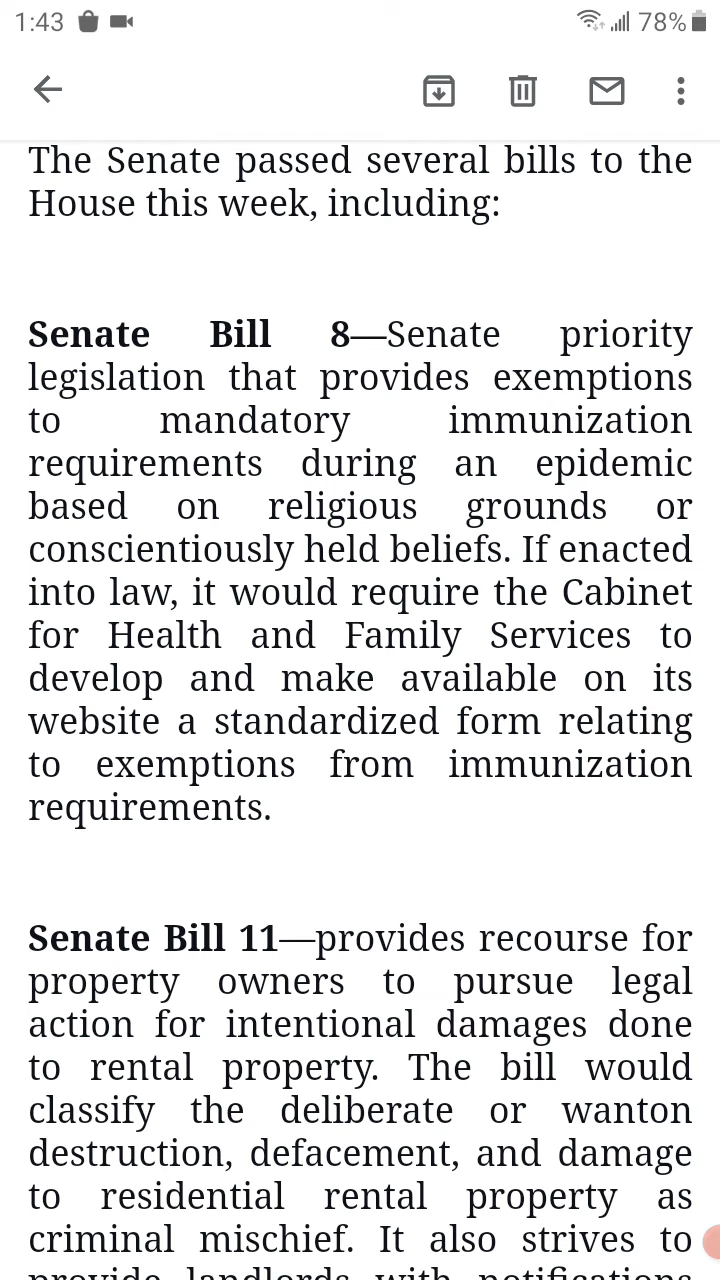 1:43 78%
The Senate passed several bills to the
House this week, including:
Senate Bill 8—Senate priority
legislation that provides exemptions
to mandatory immunization
requirements during an epidemic
based on religious grounds or
conscientiously held beliefs. If enacted
into law, it would require the Cabinet
for Health and Family Services to
develop and make available on its
website a standardized form relating
to exemptions from immunization
requirements.
Senate Bill 11—provides recourse for
property owners to pursue legal
action for intentional damages done
to rental property. The bill would
classify the deliberate or wanton
destruction, defacement, and damage
to residential rental property as
criminal mischief. It also strives to
provide landlords with notifications